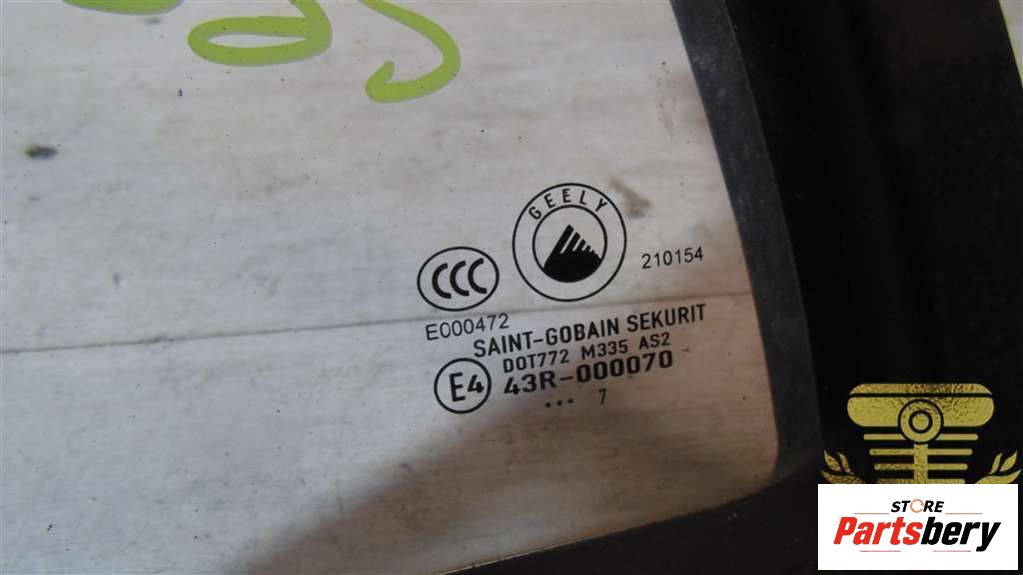 GEELY
CCC
210154
E000472
SAINT-GOBAIN SEKURIT
DOT772 M335 AS2
E4 43R-000070
... 7
STORE
Partsbery